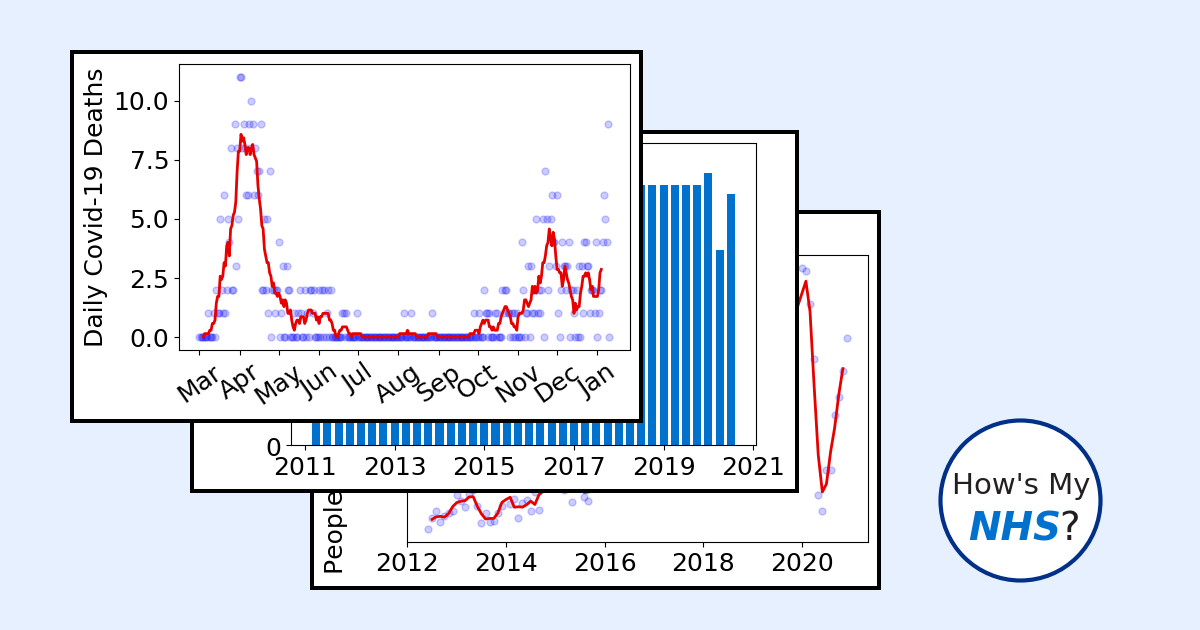 Daily Covid-19 Deaths
10.0
7.5
5.0
2.5
0.0
Mar Apr May Jun Jul Aug Sep Oct Nov Dec Jan
0
2011 2013 2015 2017 2019 2021
People
2012 2014 2016 2018 2020
How's My
NHS?